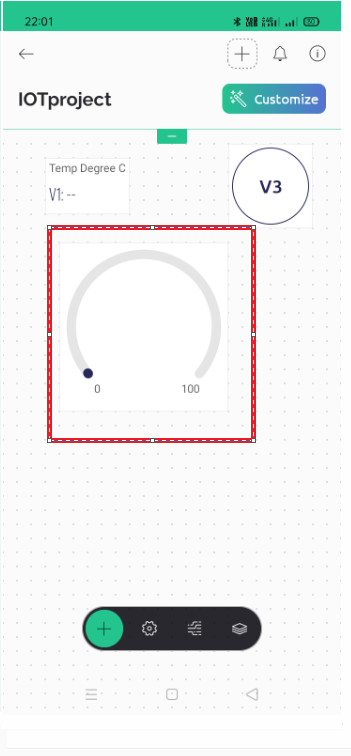 22:01
IOTproject
Customize
Temp Degree C
V1: --
V3
0 100